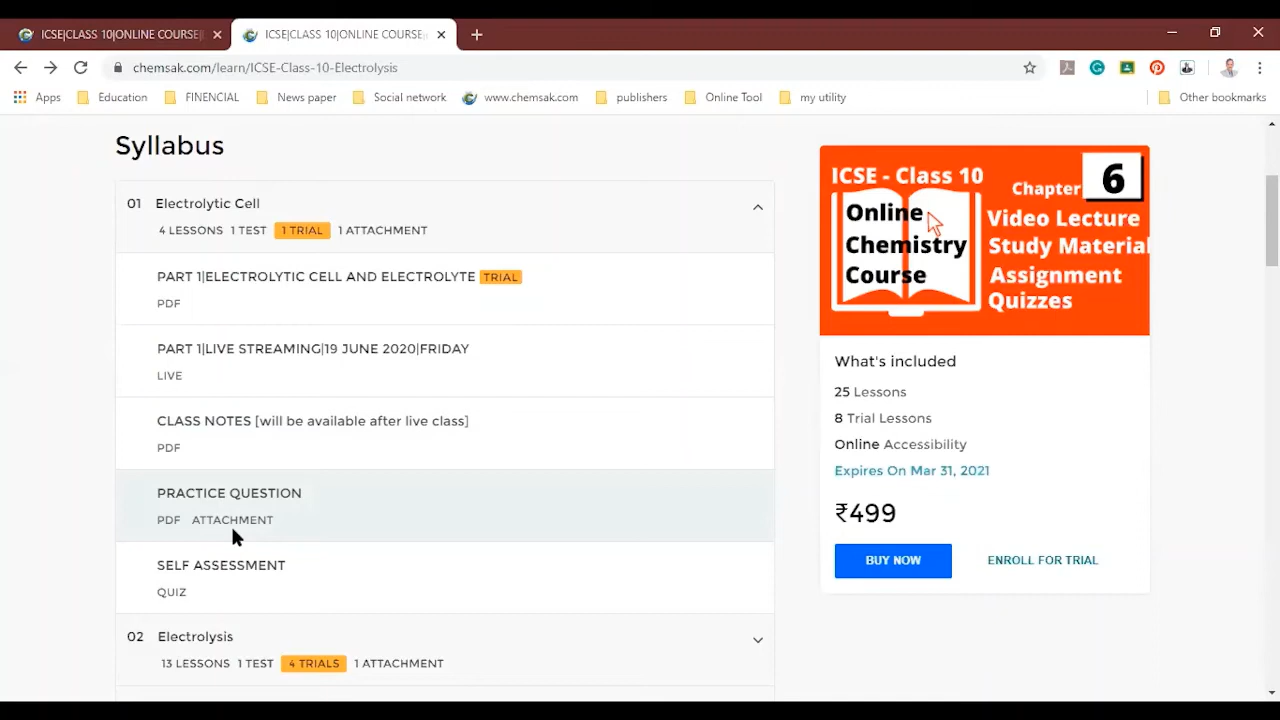 ICSE|CLASS 10|ONLINE COURSE|
ICSE|CLASS 10|ONLINE COURSE;
chemsak.com/learn/ICSE-Class-10-Electrolysis
Apps Education FINENCIAL News paper Social network www.chemsak.com publishers Online Tool my utility Other bookmarks
Syllabus
01 Electrolytic Cell
4 LESSONS 1 TEST 1 TRIAL 1 ATTACHMENT
PART 1|ELECTROLYTIC CELL AND ELECTROLYTE TRIAL
PDF
PART 1|LIVE STREAMING|19 JUNE 2020|FRIDAY
LIVE
CLASS NOTES [will be available after live class]
PDF
PRACTICE QUESTION
PDF ATTACHMENT
SELF ASSESSMENT
QUIZ
02 Electrolysis
13 LESSONS 1 TEST 4 TRIALS 1 ATTACHMENT
ICSE - Class 10
Chapter 6
Online
Chemistry
Course
Video Lecture
Study Material
Assignment
Quizzes
What's included
25 Lessons
8 Trial Lessons
Online Accessibility
Expires On Mar 31, 2021
₹499
BUY NOW ENROLL FOR TRIAL